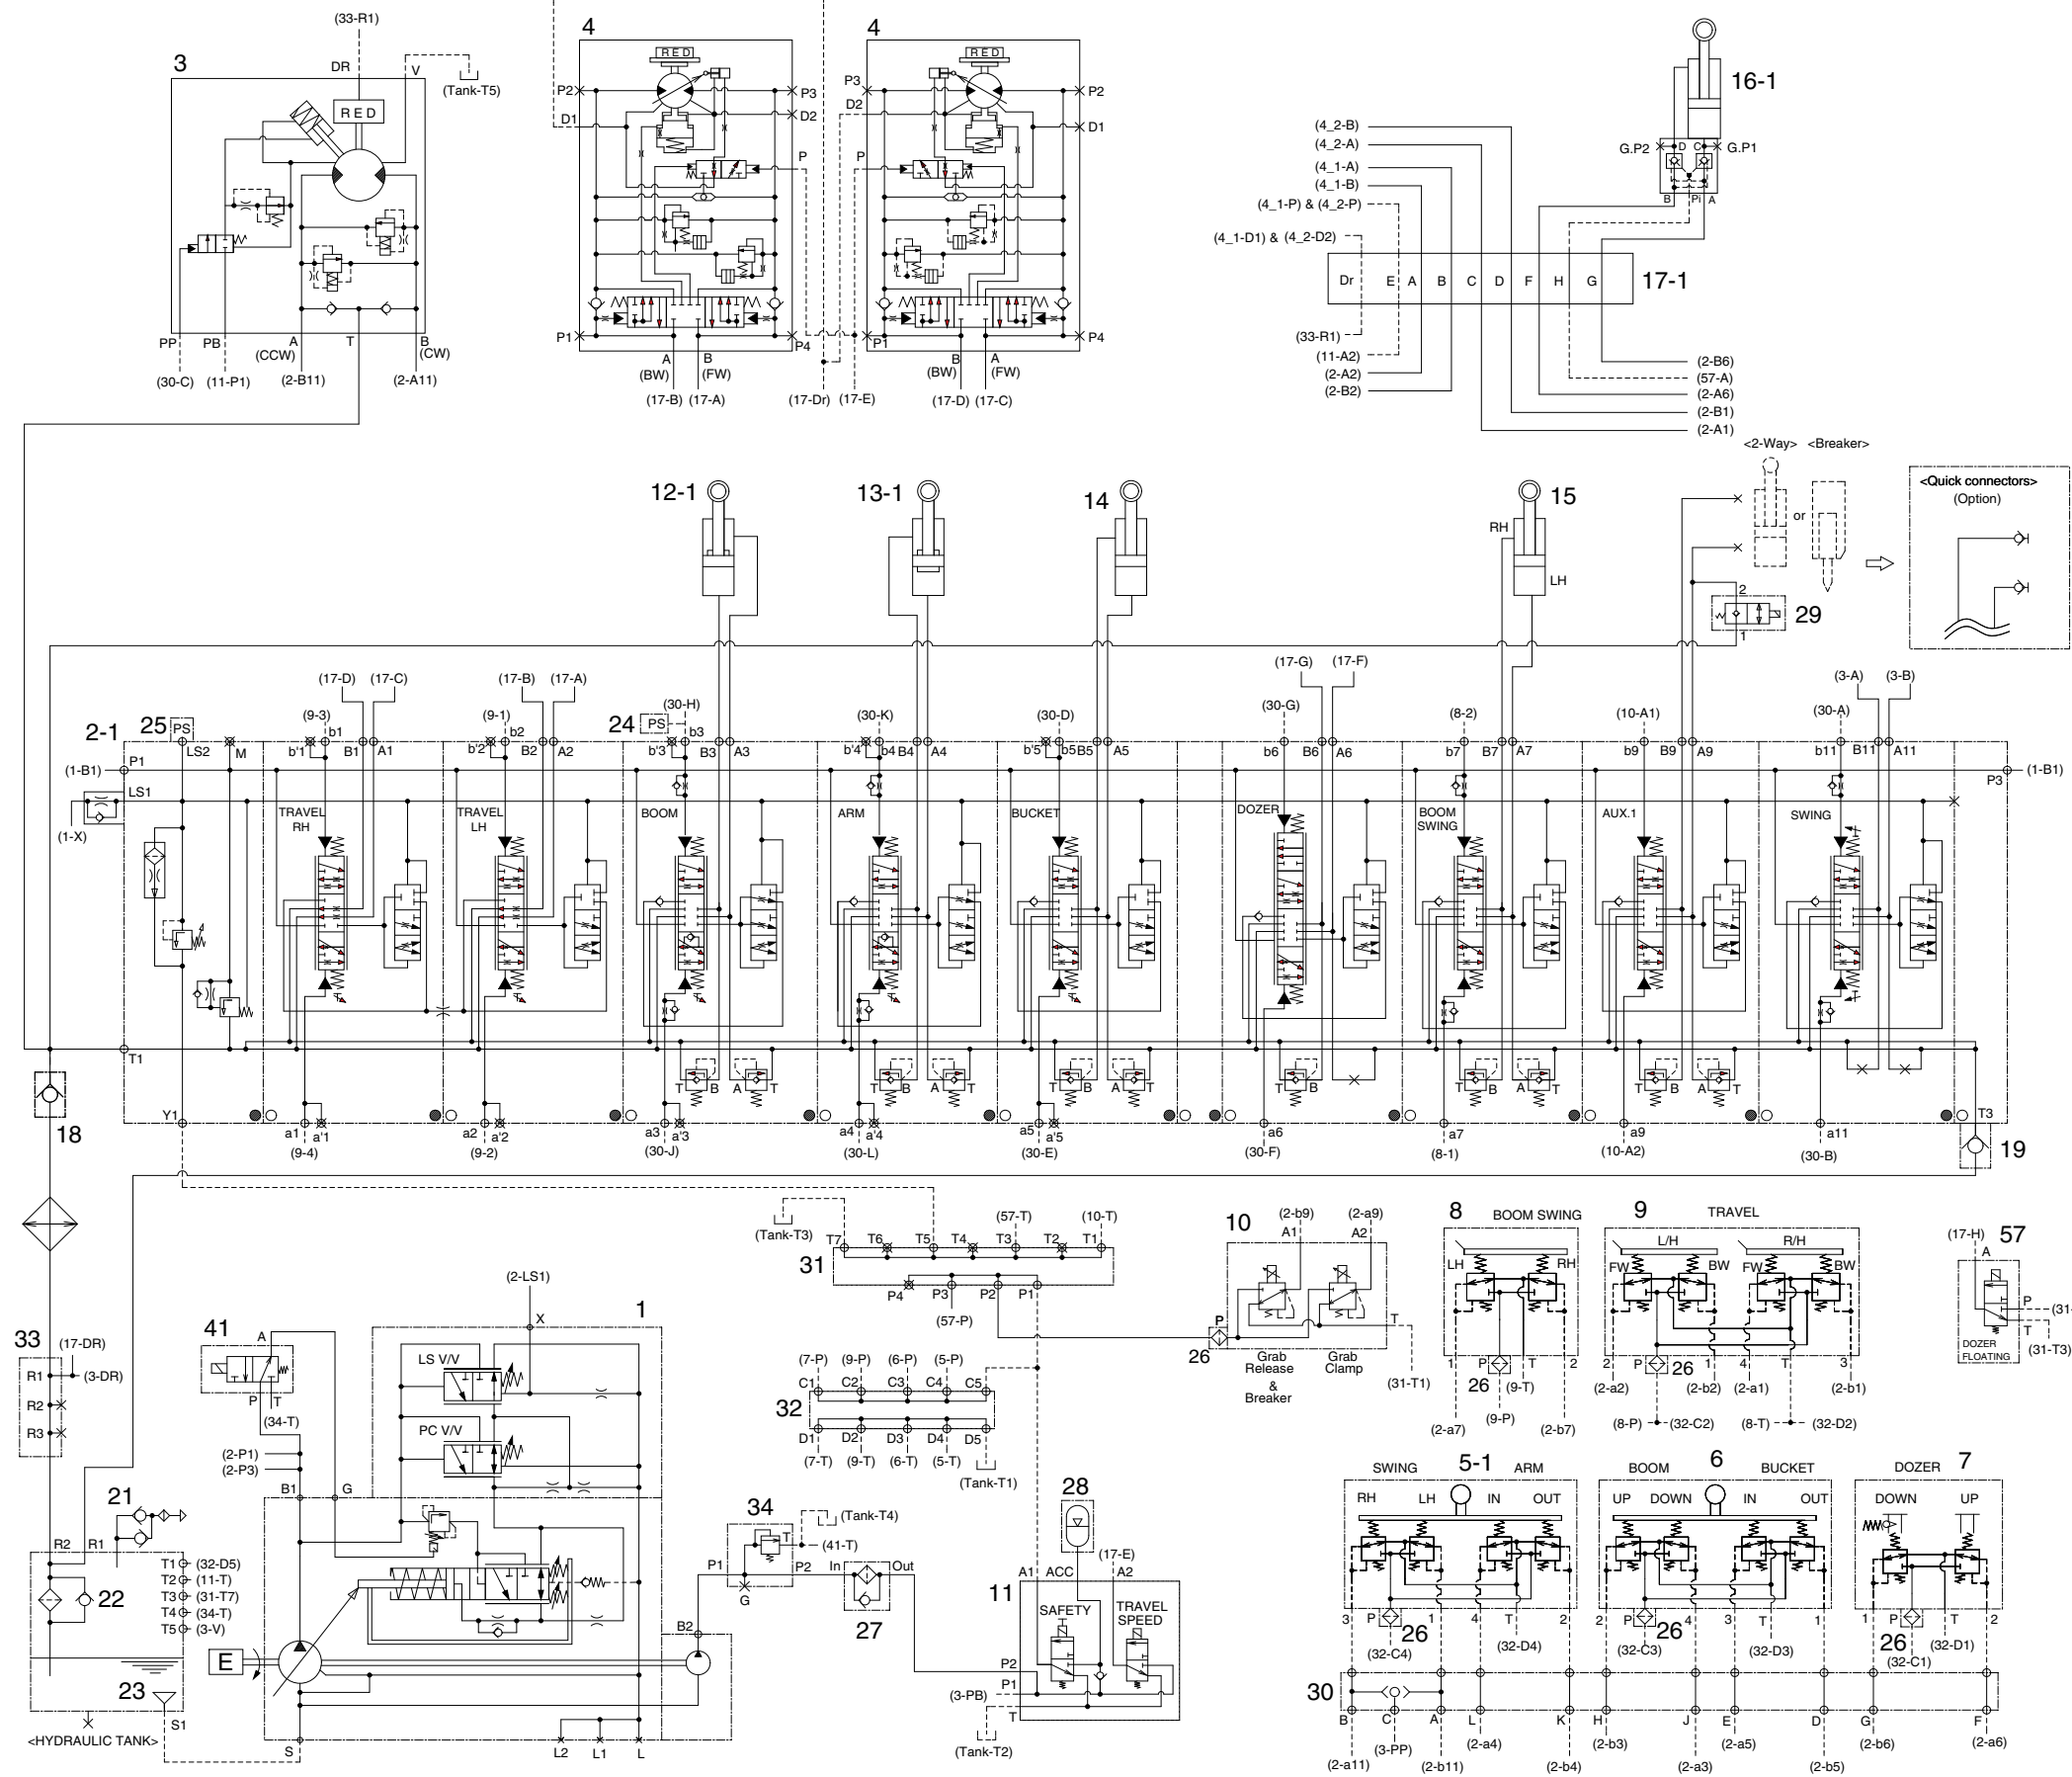 (33-R1)
3
DR
V
(Tank-T5)
RED
PP
PB
A
(CCW)
T
B
(CW)
(30-C)
(11-P1)
(2-B11)
(2-A11)
4
RED
P2
P3
D1
D2
P
P1
P4
A
(BW)
B
(FW)
(17-B)
(17-A)
(17-Dr)
(17-E)
4
RED
P3
P2
D2
D1
P
P1
P4
B
(BW)
A
(FW)
(17-D)
(17-C)
16-1
G.P2
D
C
G.P1
B
Pi
A
(4_2-B)
(4_2-A)
(4_1-A)
(4_1-B)
(4_1-P) & (4_2-P)
(4_1-D1) & (4_2-D2)
Dr
E
A
B
C
D
F
H
G
17-1
(33-R1)
(11-A2)
(2-A2)
(2-B2)
(2-B6)
(57-A)
(2-A6)
(2-B1)
(2-A1)
<2-Way>
<Breaker>
or
<Quick connectors>
(Option)
12-1
13-1
14
15
RH
LH
2
29
1
(17-D)
(17-C)
(17-B)
(17-A)
(17-G)
(17-F)
(3-A)
(3-B)
(9-3)
(9-1)
(30-H)
(30-K)
(30-D)
(30-G)
(8-2)
(10-A1)
(30-A)
2-1
25
PS
24
PS
LS2
M
b'1
b1
B1
A1
b'2
b2
B2
A2
b'3
b3
B3
A3
b'4
b4
B4
A4
b'5
b5
B5
A5
b6
B6
A6
b7
B7
A7
b9
B9
A9
b11
B11
A11
(1-B1)
P1
P3
(1-B1)
LS1
(1-X)
TRAVEL
RH
TRAVEL
LH
BOOM
ARM
BUCKET
DOZER
BOOM
SWING
AUX.1
SWING
T1
T
B
A
T
T
B
A
T
T
B
A
T
T
B
T
B
A
T
T
B
A
T
Y1
a1
a'1
a2
a'2
a3
a'3
a4
a'4
a5
a'5
a6
a7
a9
a11
T3
(9-4)
(9-2)
(30-J)
(30-L)
(30-E)
(30-F)
(8-1)
(10-A2)
(30-B)
18
19
(Tank-T3)
(57-T)
(10-T)
T7
T6
T5
T4
T3
T2
T1
31
P4
P3
P2
P1
(57-P)
10
(2-b9)
A1
(2-a9)
A2
P
26
T
Grab
Release
&
Breaker
Grab
Clamp
(31-T1)
8
BOOM SWING
LH
RH
1
P
26
T
2
(9-T)
(9-P)
(2-a7)
(2-b7)
9
TRAVEL
L/H
R/H
FW
BW
FW
BW
2
P
26
1
4
T
3
(2-a2)
(2-b2)
(2-a1)
(2-b1)
(8-P)
(32-C2)
(8-T)
(32-D2)
(17-H)
57
A
P
(31-
T
DOZER
FLOATING
(31-T3)
(2-LS1)
X
1
41
A
P
T
(34-T)
LS V/V
PC V/V
33
(17-DR)
R1
(3-DR)
R2
R3
(2-P1)
(2-P3)
B1
G
(7-P)
(9-P)
(6-P)
(5-P)
C1
C2
C3
C4
C5
32
D1
D2
D3
D4
D5
(7-T)
(9-T)
(6-T)
(5-T)
(Tank-T1)
21
R2
R1
T1
(32-D5)
T2
(11-T)
T3
(31-T7)
T4
(34-T)
T5
(3-V)
22
23
S1
<HYDRAULIC TANK>
E
S
L2
L1
L
B2
34
T
(Tank-T4)
(41-T)
P1
P2
G
In
Out
27
28
(17-E)
A1
ACC
A2
11
SAFETY
TRAVEL
SPEED
P2
P1
(3-PB)
T
(Tank-T2)
SWING
5-1
ARM
RH
LH
IN
OUT
3
P
26
1
4
T
2
(32-C4)
(32-D4)
BOOM
6
BUCKET
UP
DOWN
IN
OUT
2
P
26
4
3
T
1
(32-C3)
(32-D3)
DOZER
7
DOWN
UP
1
P
26
T
2
(32-D1)
(32-C1)
30
B
C
A
L
K
H
J
E
D
G
F
(2-a11)
(3-PP)
(2-b11)
(2-a4)
(2-b4)
(2-b3)
(2-a3)
(2-a5)
(2-b5)
(2-b6)
(2-a6)